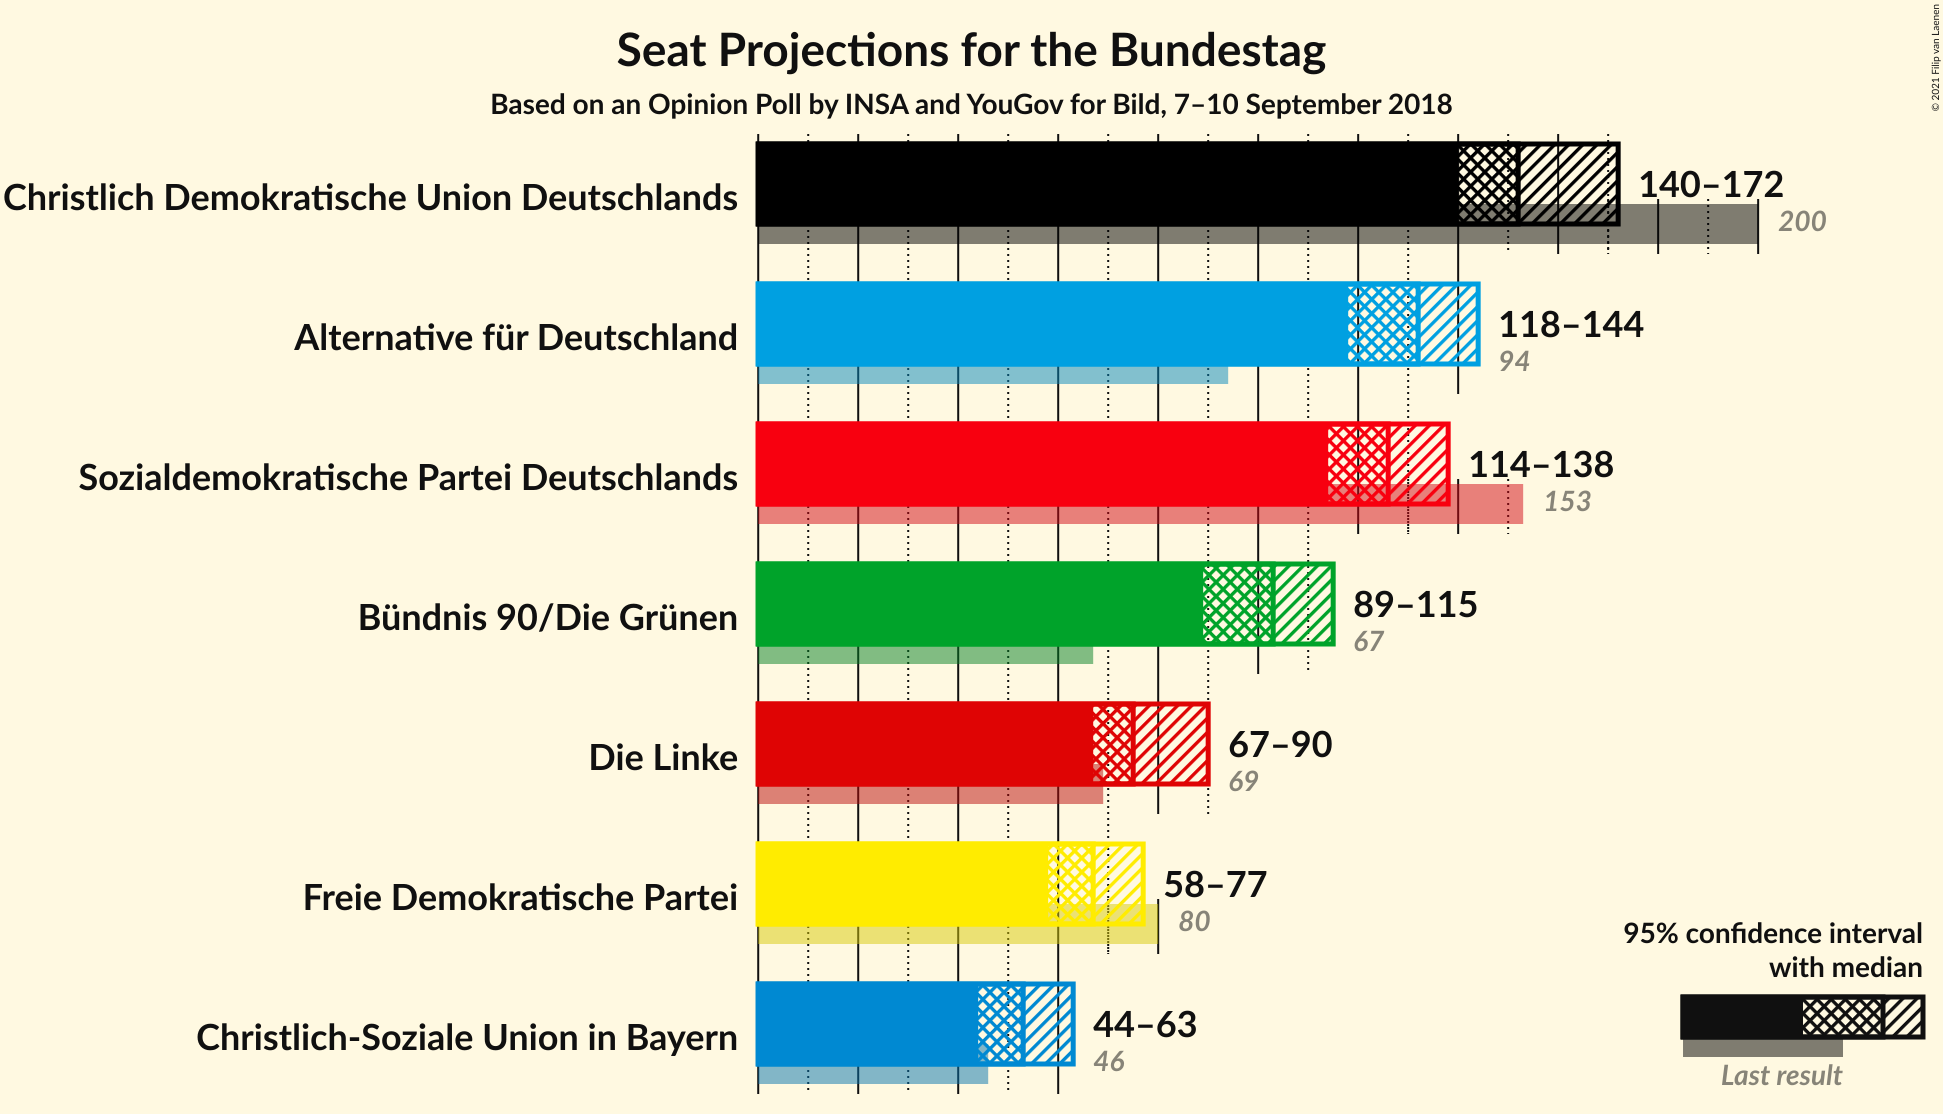 Seat Projections for the Bundestag
Based on an Opinion Poll by INSA and YouGov for Bild, 7–10 September 2018
© 2021 Filip van Laenen
Christlich Demokratische Union Deutschlands
140–172
200
Alternative für Deutschland
118–144
94
Sozialdemokratische Partei Deutschlands
114–138
153
Bündnis 90/Die Grünen
89–115
67
Die Linke
67–90
69
Freie Demokratische Partei
58–77
80
Christlich-Soziale Union in Bayern
44–63
46
95% confidence interval
with median
Last result